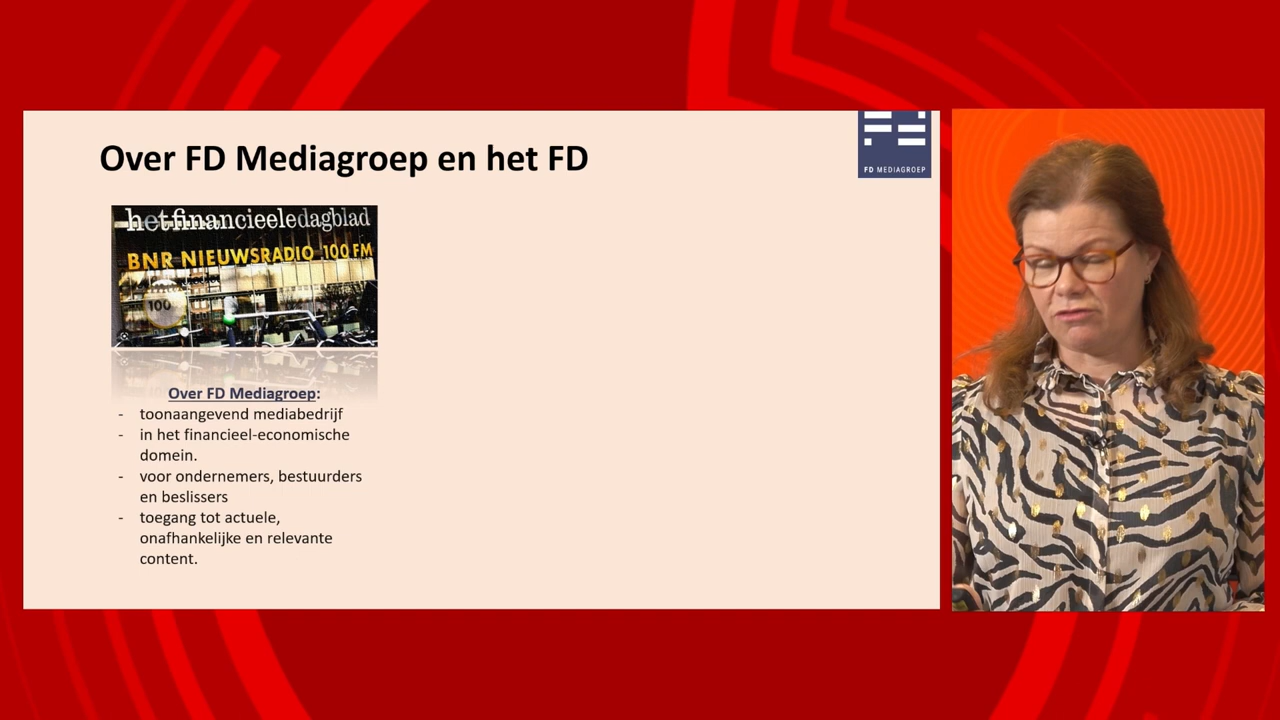 Over FD Mediagroep en het FD
FD MEDIAGROEP
hetfinancieeledagblad
BNR NIEUWSRADIO 100 FM
100
Over FD Mediagroep:
- toonaangevend mediabedrijf
- in het financieel-economische
domein.
- voor ondernemers, bestuurders
en beslissers
- toegang tot actuele,
onafhankelijke en relevante
content.